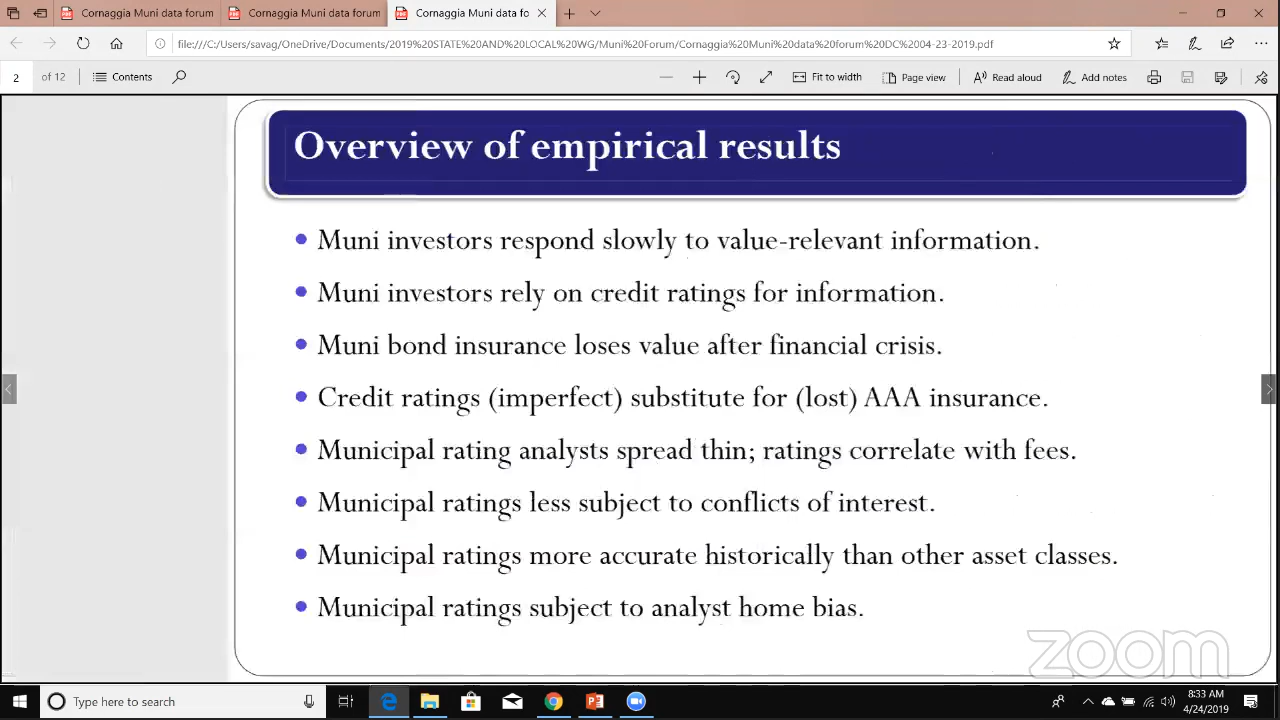 Cornaggia Muni data forum
Cornaggia Muni data forum
Cornaggia Muni data fo
file:///C:/Users/savag/OneDrive/Documents/2019%20STATE%20AND%20LOCAL%20WG/Muni%20Forum/Cornaggia%20Muni%20data%20forum%20DC%2004-23-2019.pdf
2 of 12 Contents Fit to width Page view Read aloud Add notes
Overview of empirical results
• Muni investors respond slowly to value-relevant information.
• Muni investors rely on credit ratings for information.
• Muni bond insurance loses value after financial crisis.
• Credit ratings (imperfect) substitute for (lost) AAA insurance.
• Municipal rating analysts spread thin; ratings correlate with fees.
• Municipal ratings less subject to conflicts of interest.
• Municipal ratings more accurate historically than other asset classes.
• Municipal ratings subject to analyst home bias.
zoom
Type here to search
8:33 AM
4/24/2019